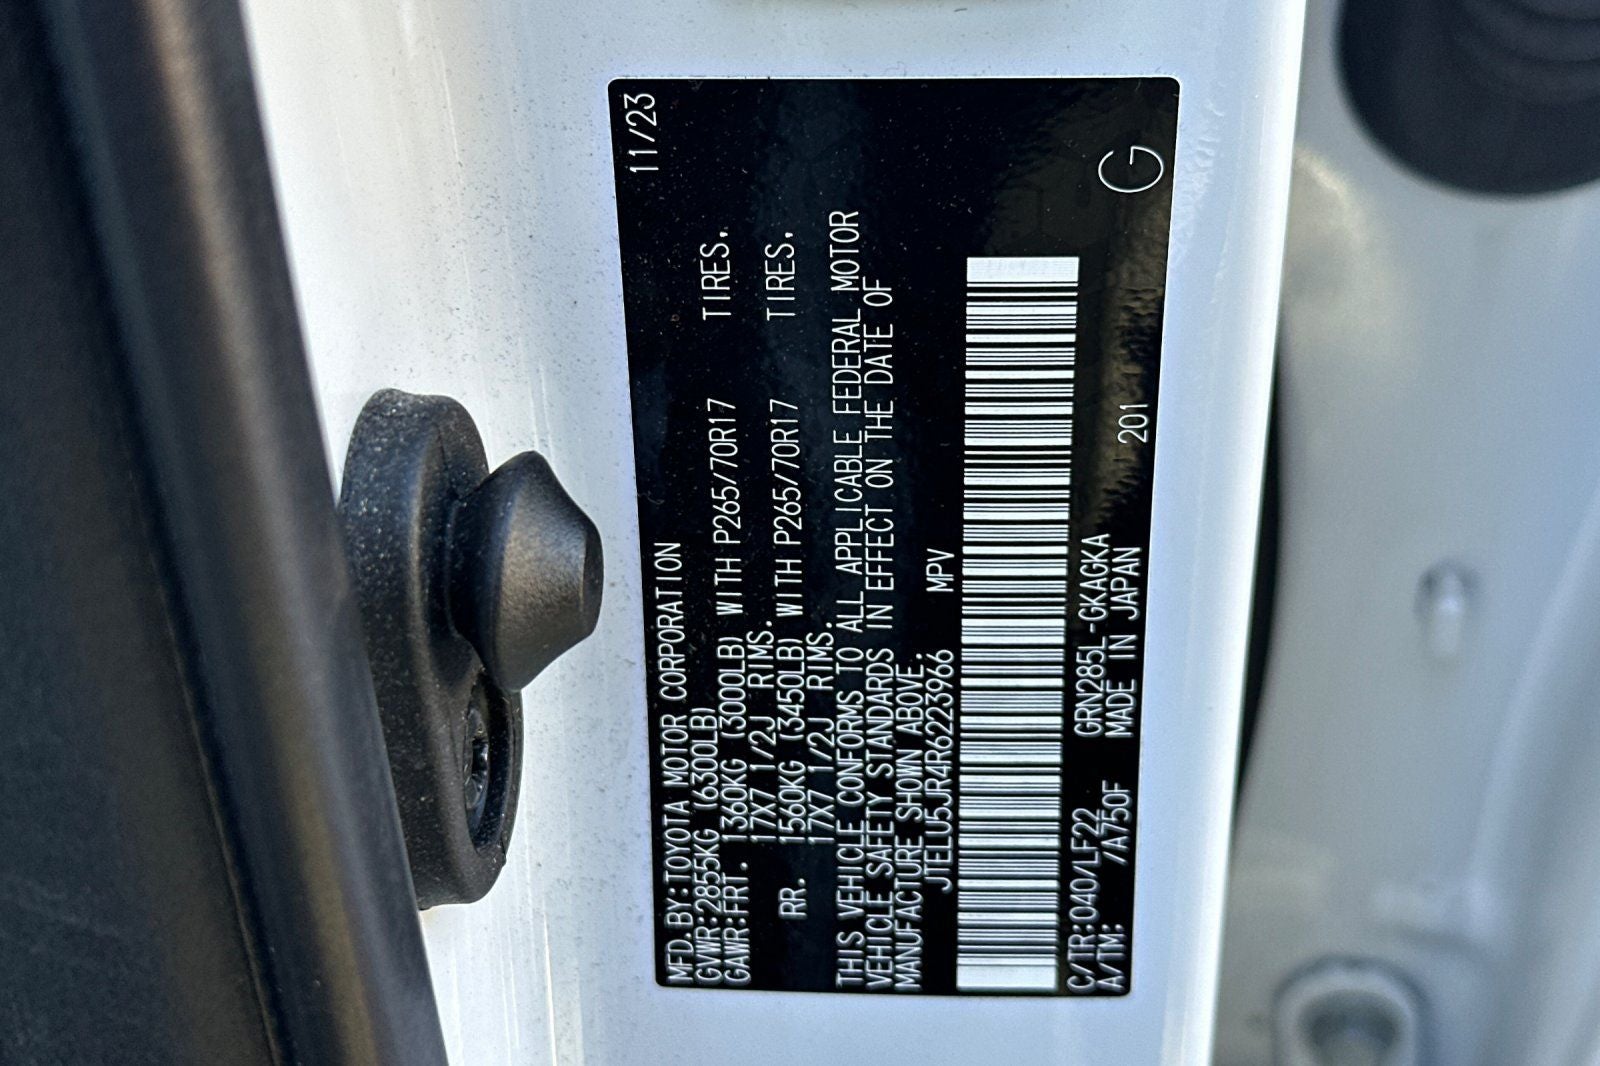 MFD.BY:TOYOTA MOTOR CORPORATION 11/23
GVWR:2855KG (6300LB)
GAWR:FRT. 1360KG (3000LB) WITH P265/70R17 TIRES,
17X7 1/2J RIMS.
RR. 1560KG (3450LB) WITH P265/70R17 TIRES,
17X7 1/2J RIMS.
THIS VEHICLE CONFORMS TO ALL APPLICABLE FEDERAL MOTOR
VEHICLE SAFETY STANDARDS IN EFFECT ON THE DATE OF
MANUFACTURE SHOWN ABOVE.
JTELU5JR4R6223966 MPV
C/TR:040/LF22 GRN285L-GKAGKA
A/TM: /A750F MADE IN JAPAN 201 G